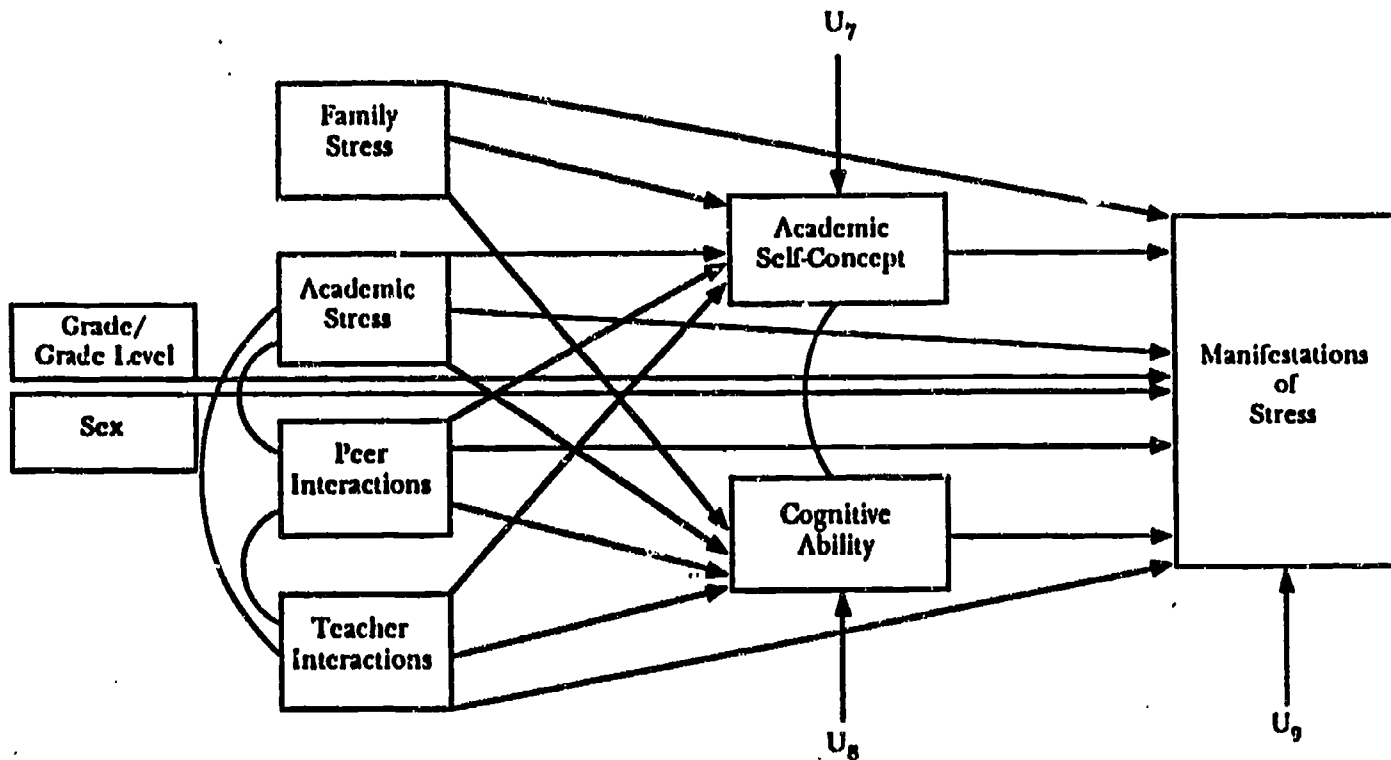 U₇
Family
Stress
Academic
Self-Concept
Academic
Stress
Grade/
Grade Level
Manifestations
of
Stress
Sex
Peer
Interactions
Cognitive
Ability
Teacher
Interactions
U₈
U₉